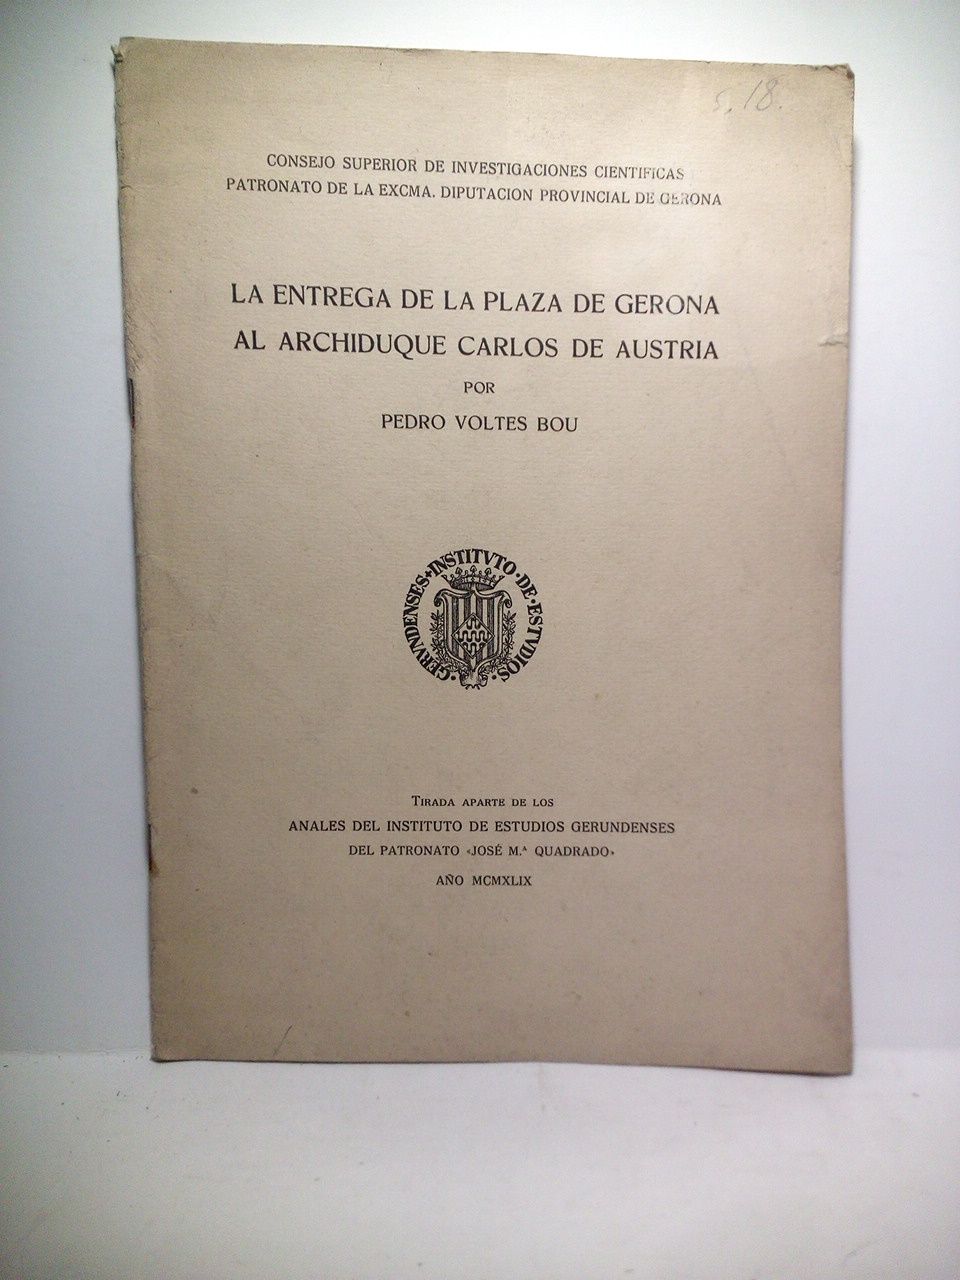 s. 18.
CONSEJO SUPERIOR DE INVESTIGACIONES CIENTIFICAS
PATRONATO DE LA EXCMA. DIPUTACION PROVINCIAL DE GERONA
LA ENTREGA DE LA PLAZA DE GERONA
AL ARCHIDUQUE CARLOS DE AUSTRIA
POR
PEDRO VOLTES BOU
INSTITVTO·DE·ESTVDIOS·GERVNDENSES+
TIRADA APARTE DE LOS
ANALES DEL INSTITUTO DE ESTUDIOS GERUNDENSES
DEL PATRONATO «JOSÉ M.ᴬ QUADRADO»
AÑO MCMXLIX